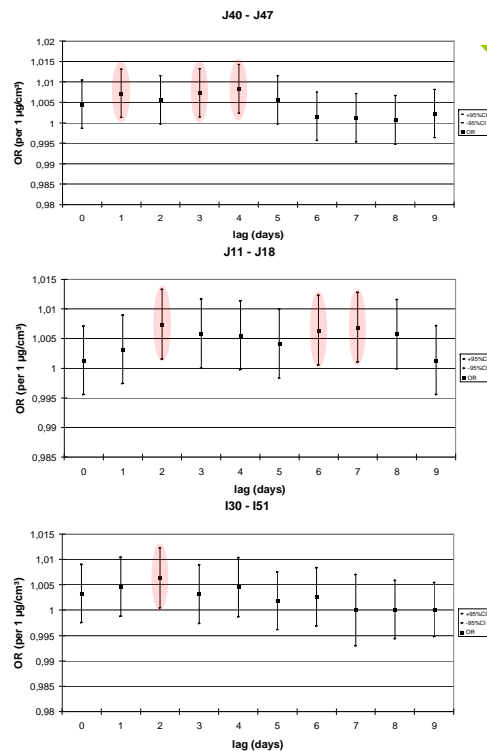 J40 - J47
OR (per 1 µg/cm³)
1,02
1,015
1,01
1,005
1
0,995
0,99
0,985
0,98
0 1 2 3 4 5 6 7 8 9
lag (days)
+95%CI
-95%CI
OR
J11 - J18
OR (per 1 µg/cm³)
1,015
1,01
1,005
1
0,995
0,99
0,985
0 1 2 3 4 5 6 7 8 9
lag (days)
+95%CI
-95%CI
OR
I30 - I51
OR (per 1 µg/cm³)
1,015
1,01
1,005
1
0,995
0,99
0,985
0,98
0 1 2 3 4 5 6 7 8 9
lag (days)
+95%CI
-95%CI
OR